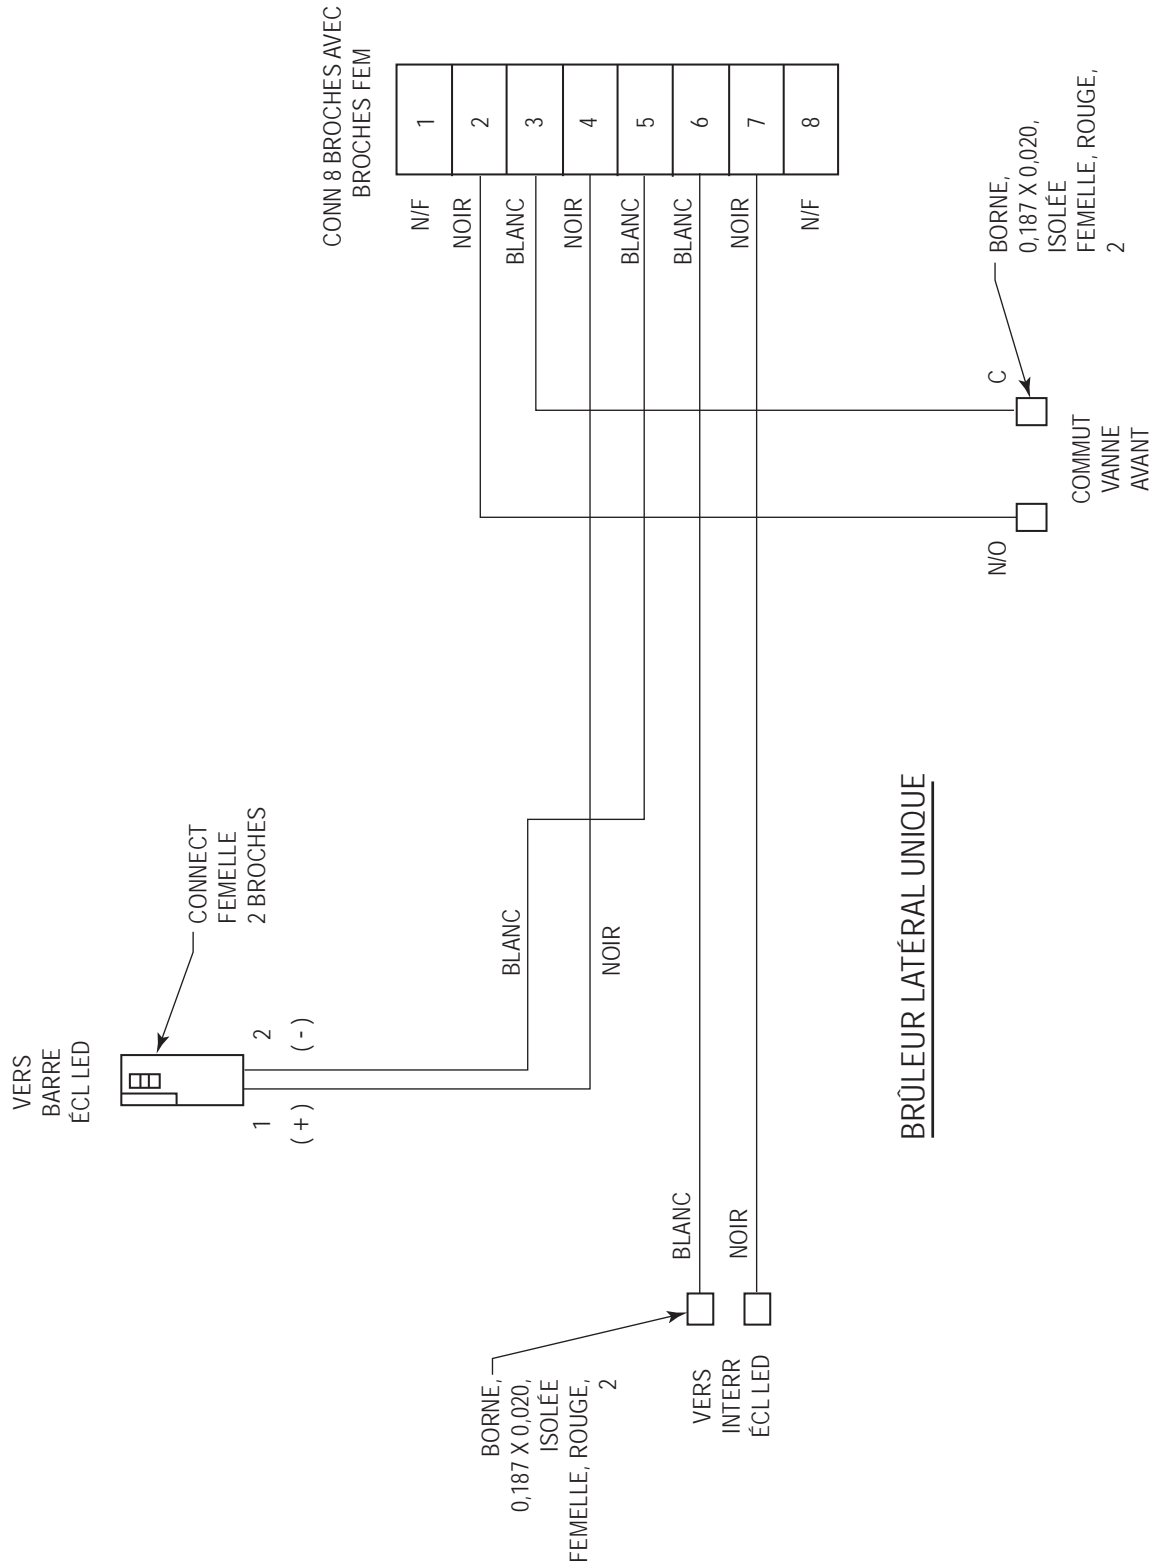 CONN 8 BROCHES AVEC
BROCHES FEM
1
2
3
4
5
6
7
8
N/F
NOIR
BLANC
NOIR
BLANC
BLANC
NOIR
N/F
BORNE,
0,187 X 0,020,
ISOLÉE
FEMELLE, ROUGE,
2
C
N/O
COMMUT
VANNE
AVANT
VERS
BARRE
ÉCL LED
CONNECT
FEMELLE
2 BROCHES
1
(+)
2
(-)
BLANC
NOIR
BLANC
NOIR
BORNE,
0,187 X 0,020,
ISOLÉE
FEMELLE, ROUGE,
2
VERS
INTERR
ÉCL LED
BRÛLEUR LATÉRAL UNIQUE